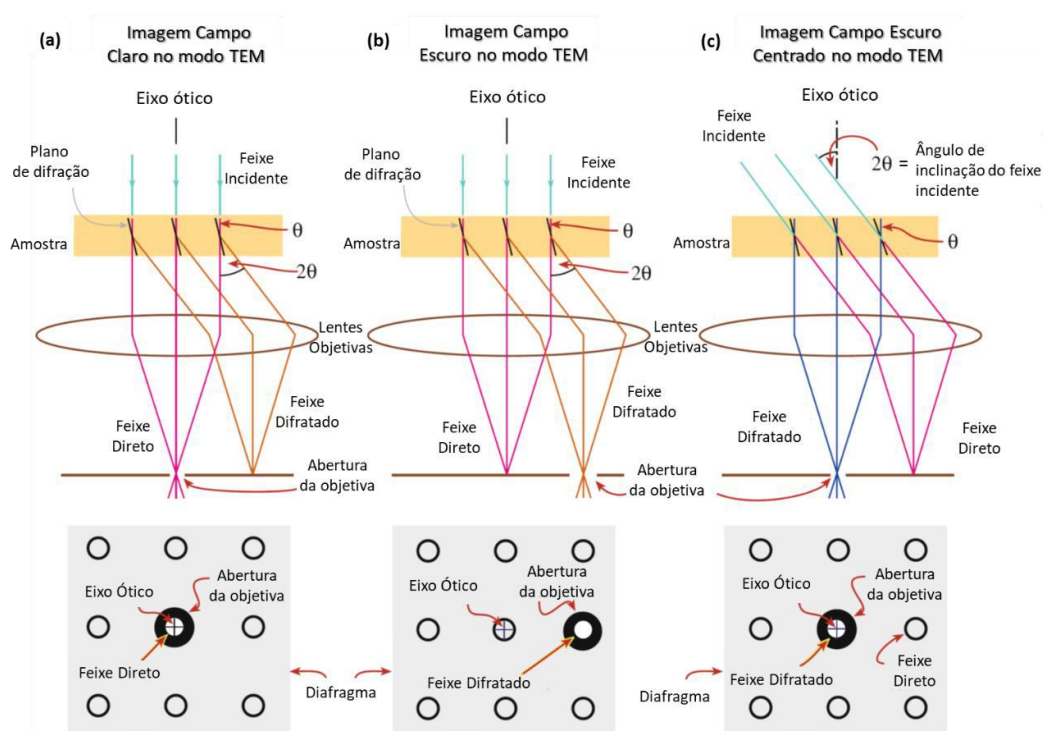 (a)
Imagem Campo
Claro no modo TEM
Eixo ótico
Plano
de difração
Feixe
Incidente
Amostra
θ
2θ
Lentes
Objetivas
Feixe
Direto
Feixe
Difratado
Abertura
da objetiva
Eixo Ótico
Abertura
da objetiva
Feixe Direto
(b)
Imagem Campo
Escuro no modo TEM
Eixo ótico
Plano
de difração
Feixe
Incidente
Amostra
θ
2θ
Lentes
Objetivas
Feixe
Direto
Feixe
Difratado
Abertura
da objetiva
Eixo Ótico
Abertura
da objetiva
Feixe Difratado
Diafragma
(c)
Imagem Campo Escuro
Centrado no modo TEM
Eixo ótico
Feixe
Incidente
2θ = Ângulo de
inclinação do feixe
incidente
Amostra
θ
Feixe
Difratado
Feixe
Direto
Eixo Ótico
Abertura
da objetiva
Feixe Difratado
Feixe
Direto
Diafragma